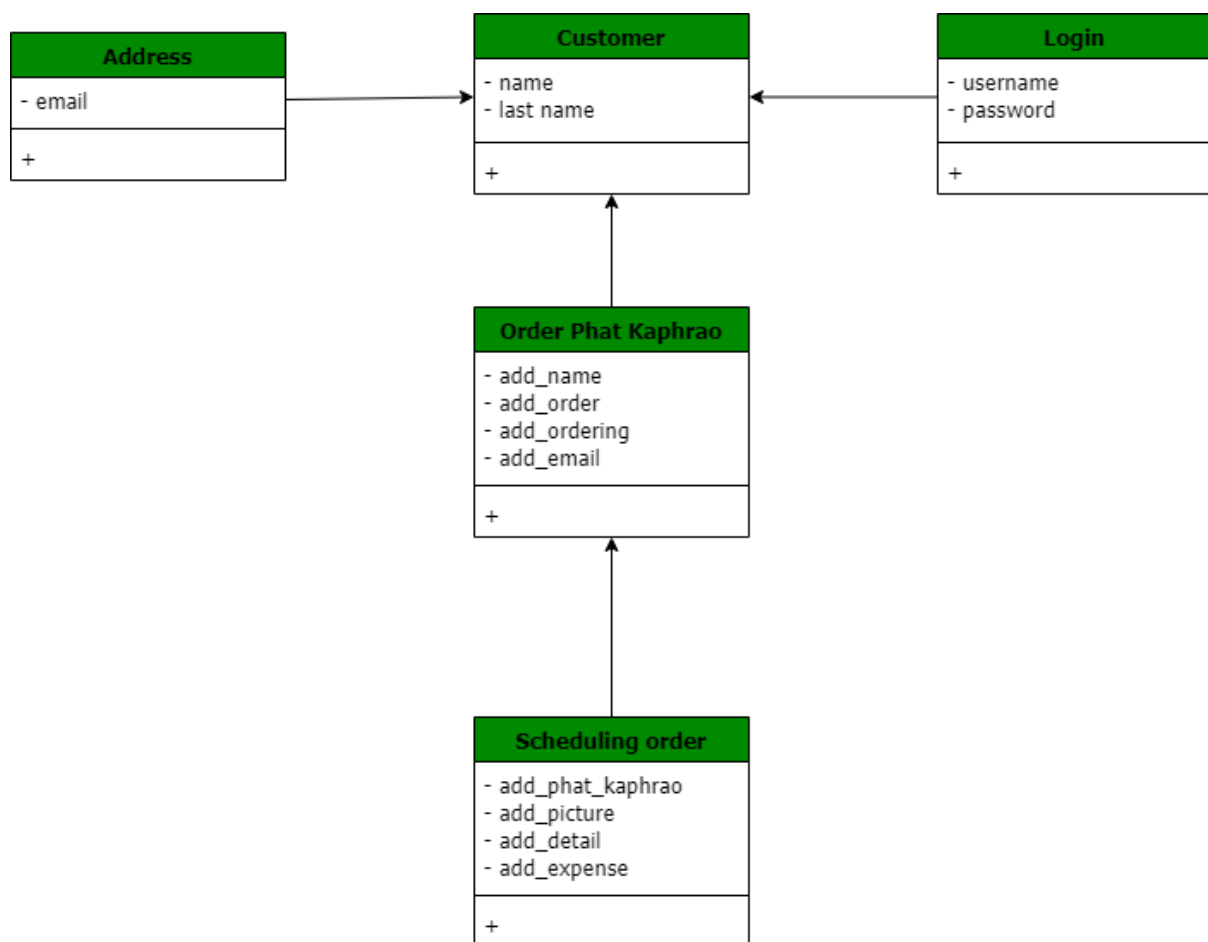 Address
- email
+
Customer
- name
- last name
+
Login
- username
- password
+
Order Phat Kaphrao
- add_name
- add_order
- add_ordering
- add_email
+
Scheduling order
- add_phat_kaphrao
- add_picture
- add_detail
- add_expense
+